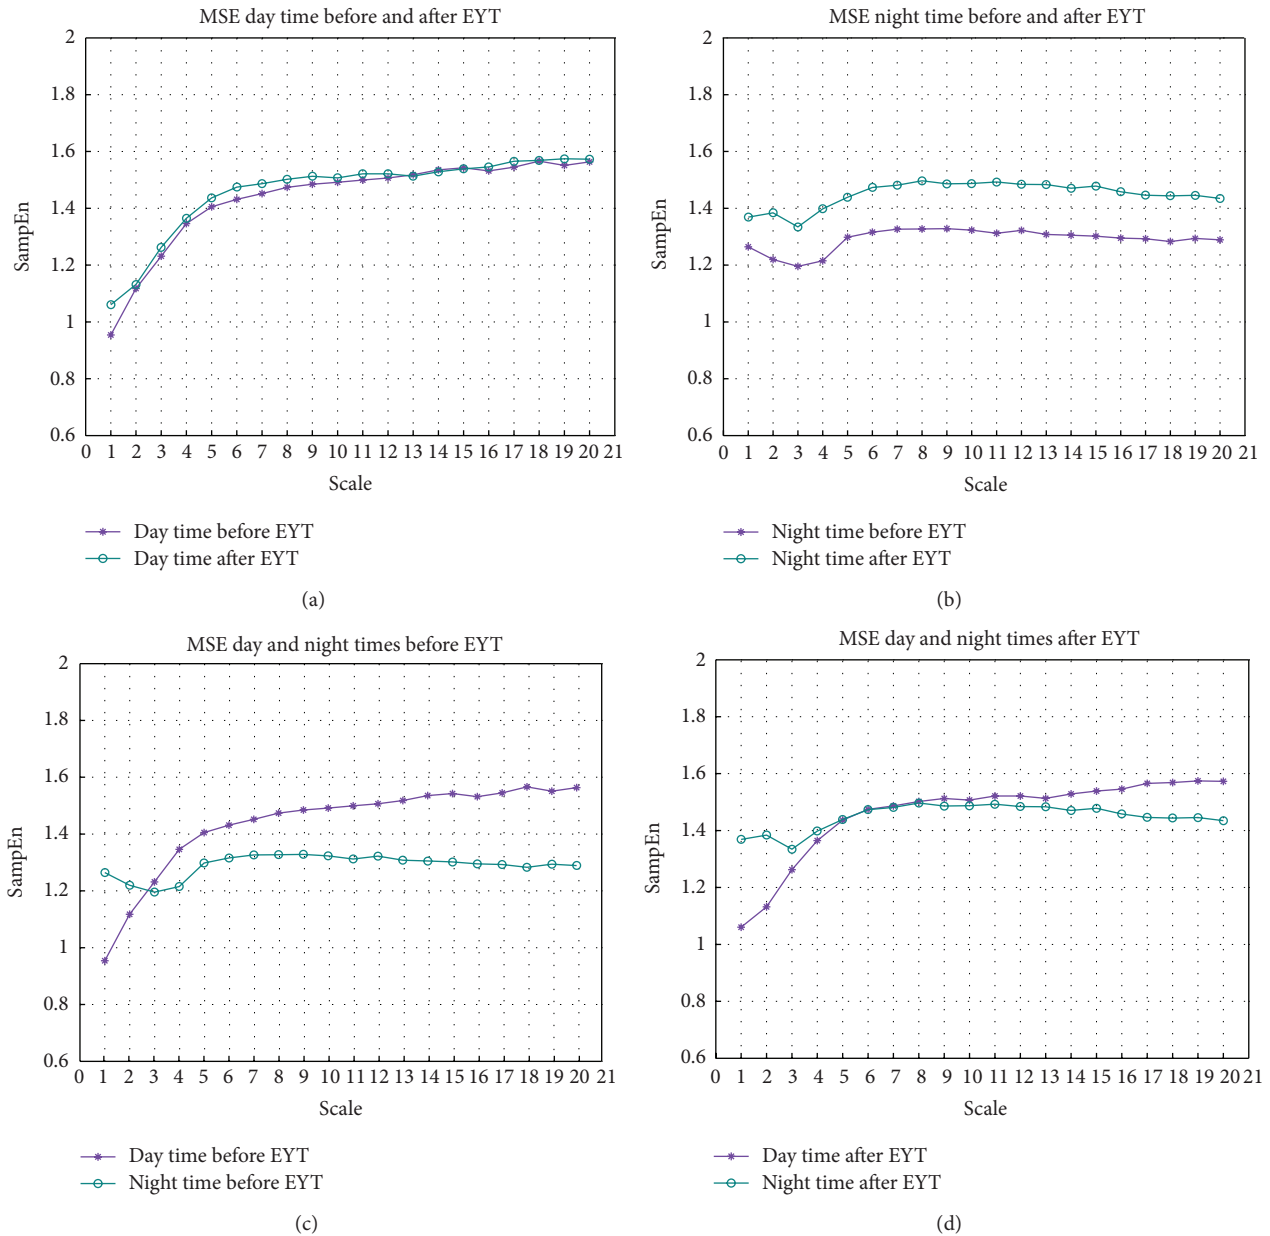 MSE day time before and after EYT
2
1.8
1.6
1.4
1.2
1
0.8
0.6
SampEn
0 1 2 3 4 5 6 7 8 9 10 11 12 13 14 15 16 17 18 19 20 21
Scale
Day time before EYT
Day time after EYT
(a)
MSE night time before and after EYT
2
1.8
1.6
1.4
1.2
1
0.8
0.6
SampEn
0 1 2 3 4 5 6 7 8 9 10 11 12 13 14 15 16 17 18 19 20 21
Scale
Night time before EYT
Night time after EYT
(b)
MSE day and night times before EYT
2
1.8
1.6
1.4
1.2
1
0.8
0.6
SampEn
0 1 2 3 4 5 6 7 8 9 10 11 12 13 14 15 16 17 18 19 20 21
Scale
Day time before EYT
Night time before EYT
(c)
MSE day and night times after EYT
2
1.8
1.6
1.4
1.2
1
0.8
0.6
SampEn
0 1 2 3 4 5 6 7 8 9 10 11 12 13 14 15 16 17 18 19 20 21
Scale
Day time after EYT
Night time after EYT
(d)